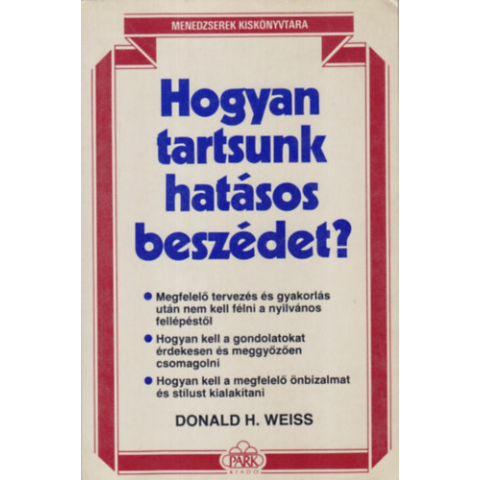 MENEDZSEREK KISKÖNYVTÁRA
Hogyan
tartsunk
hatásos
beszédet?
● Megfelelő tervezés és gyakorlás
után nem kell félni a nyilvános
fellépéstől
● Hogyan kell a gondolatokat
érdekesen és meggyőzően
csomagolni
● Hogyan kell a megfelelő önbizalmat
és stílust kialakítani
DONALD H. WEISS
PARK
KIADÓ